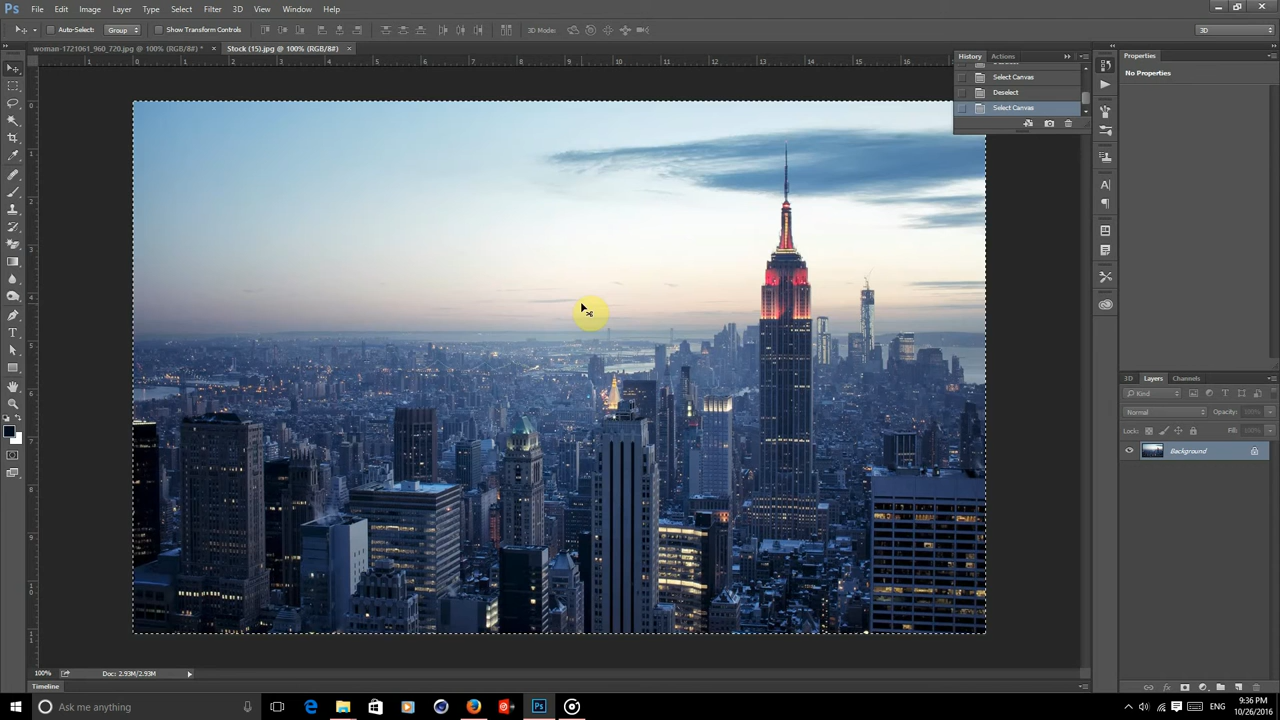 Ps File Edit Image Layer Type Select Filter 3D View Window Help
Auto-Select: Group Show Transform Controls 3D Mode: 3D
woman-1721061_960_720.jpg @ 100% (RGB/8#) * × Stock (15).jpg @ 100% (RGB/8#) ×
History Actions
Select Canvas
Deselect
Select Canvas
Properties
No Properties
3D Layers Channels
Kind
Normal Opacity: 100%
Lock: Fill: 100%
Background
100% Doc: 2.93M/2.93M
Timeline
Ask me anything
9:36 PM
10/26/2016